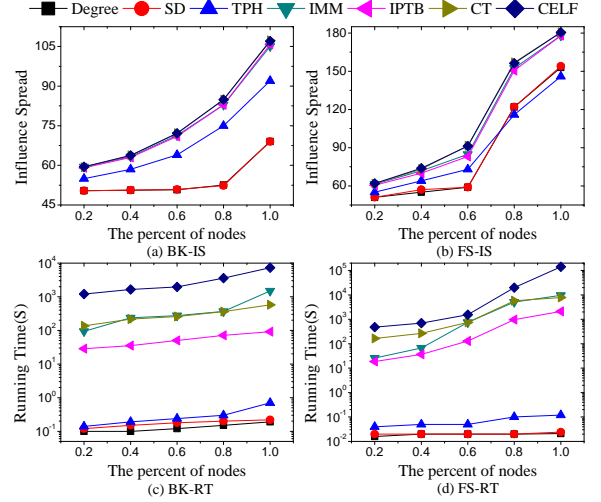 Degree SD TPH IMM IPTB CT CELF
105
90
75
60
45
Influence Spread
0.2 0.4 0.6 0.8 1.0
The percent of nodes
(a) BK-IS
180
150
120
90
60
Influence Spread
0.2 0.4 0.6 0.8 1.0
The percent of nodes
(b) FS-IS
10^4
10^3
10^2
10^1
10^0
10^-1
Running Time(S)
0.2 0.4 0.6 0.8 1.0
The percent of nodes
(c) BK-RT
10^5
10^4
10^3
10^2
10^1
10^0
10^-1
10^-2
Running Time(S)
0.2 0.4 0.6 0.8 1.0
The percent of nodes
(d) FS-RT